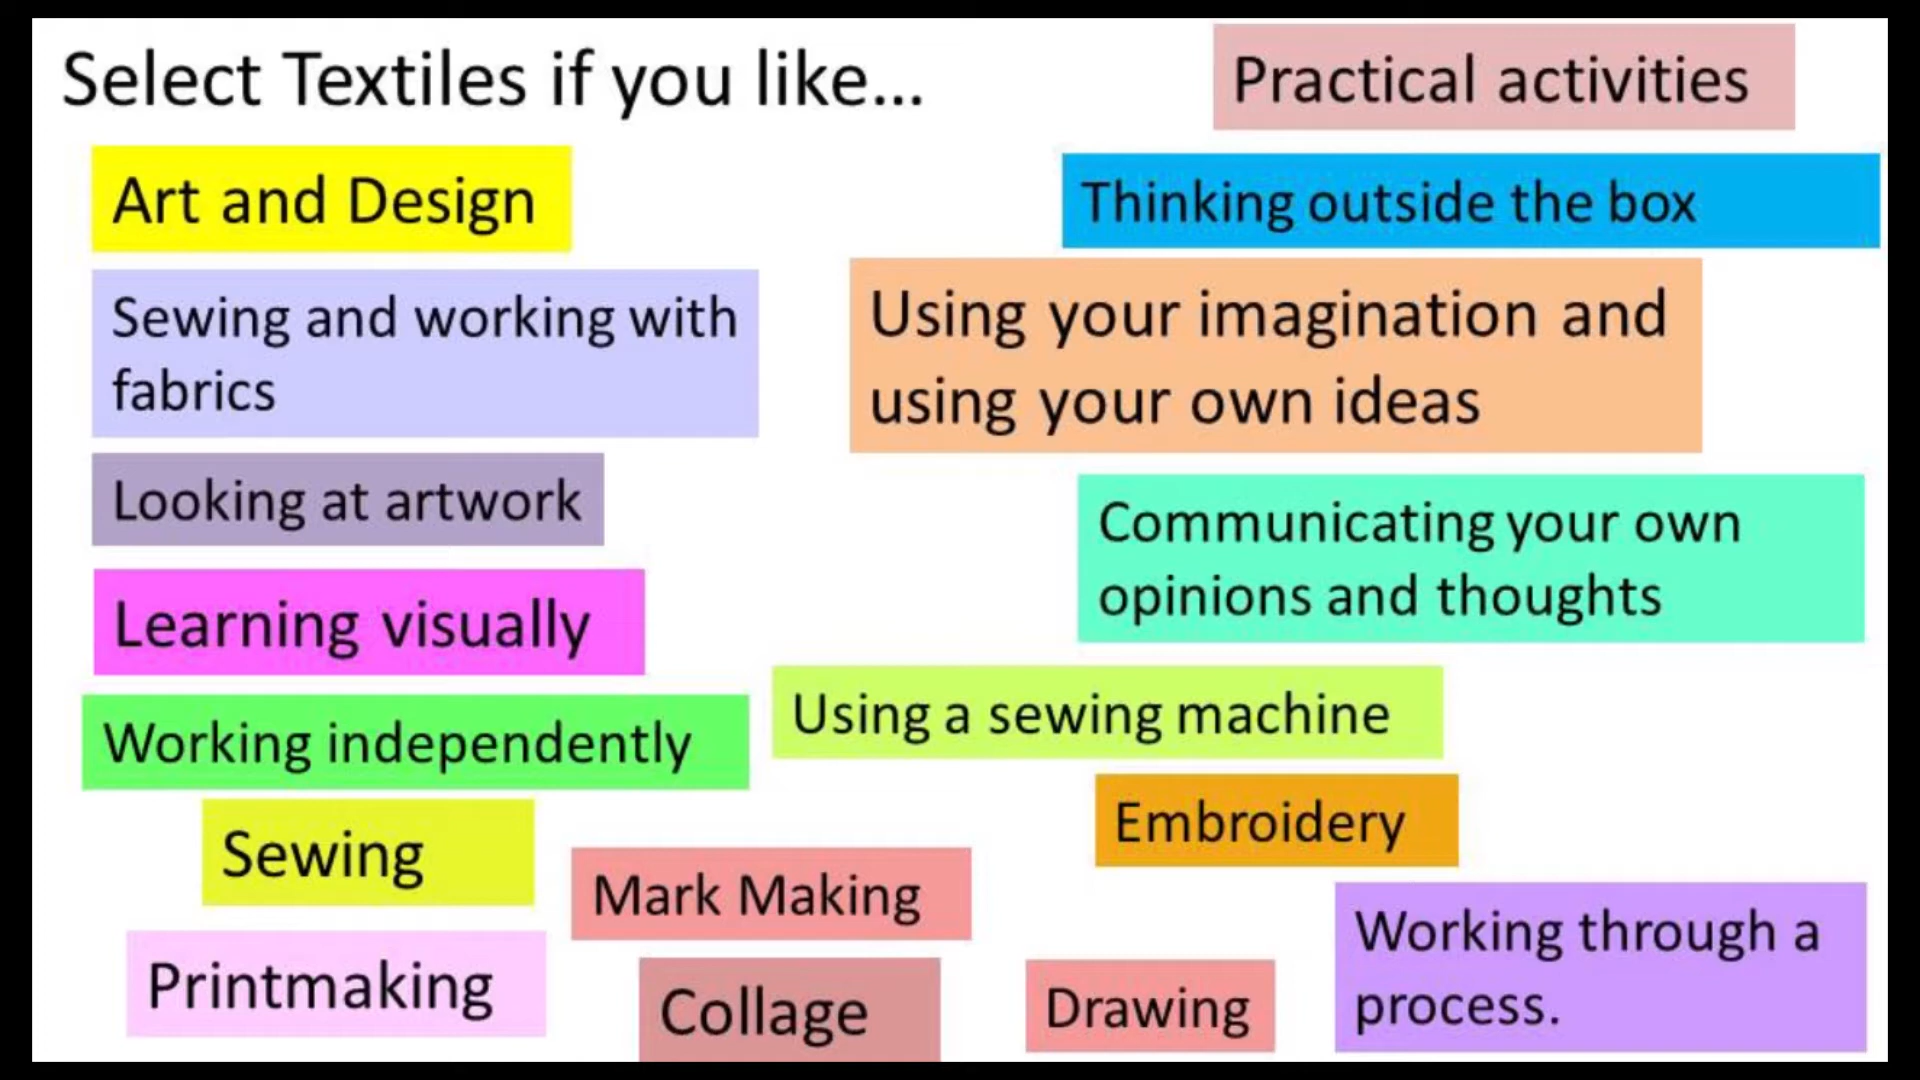 Select Textiles if you like...
Practical activities
Art and Design
Thinking outside the box
Sewing and working with
fabrics
Using your imagination and
using your own ideas
Looking at artwork
Communicating your own
opinions and thoughts
Learning visually
Working independently
Using a sewing machine
Embroidery
Sewing
Mark Making
Working through a
process.
Printmaking
Collage
Drawing